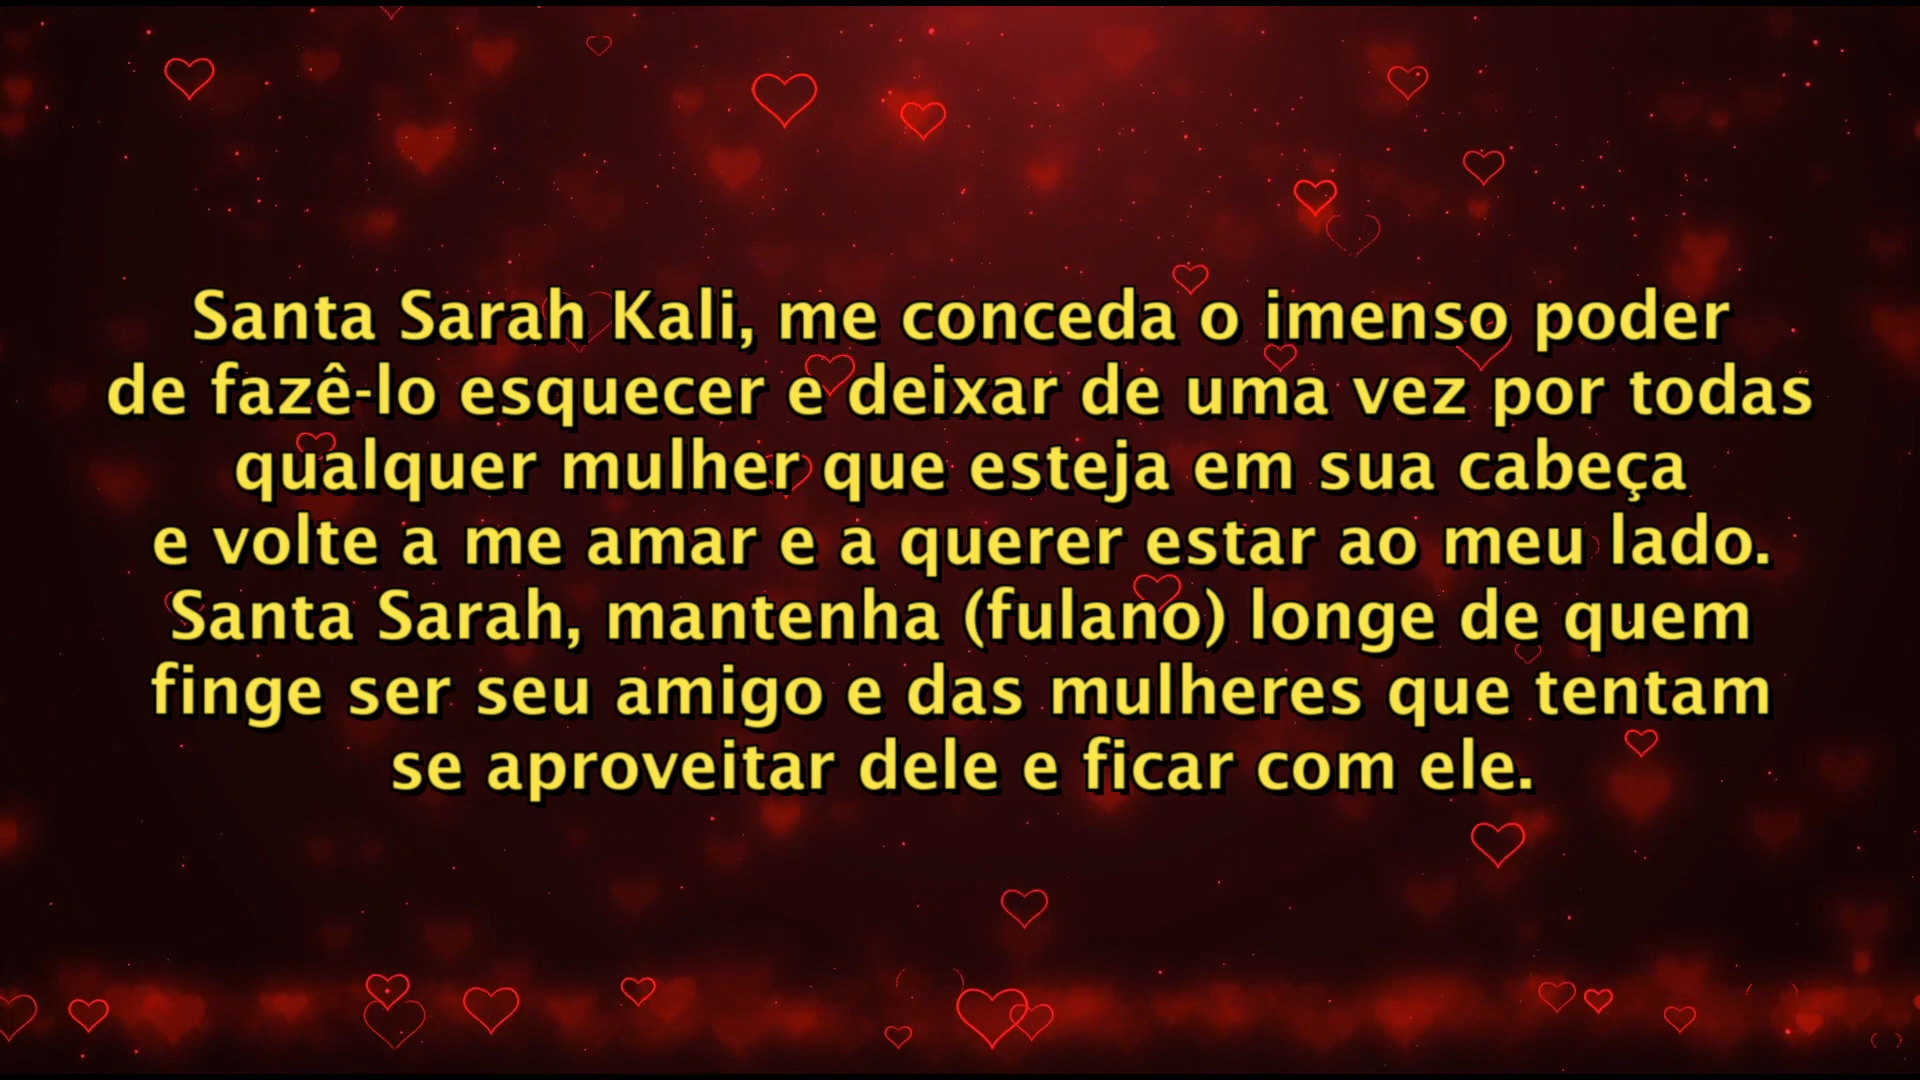 Santa Sarah Kali, me conceda o imenso poder
de fazê-lo esquecer e deixar de uma vez por todas
qualquer mulher que esteja em sua cabeça
e volte a me amar e a querer estar ao meu lado.
Santa Sarah, mantenha (fulano) longe de quem
finge ser seu amigo e das mulheres que tentam
se aproveitar dele e ficar com ele.